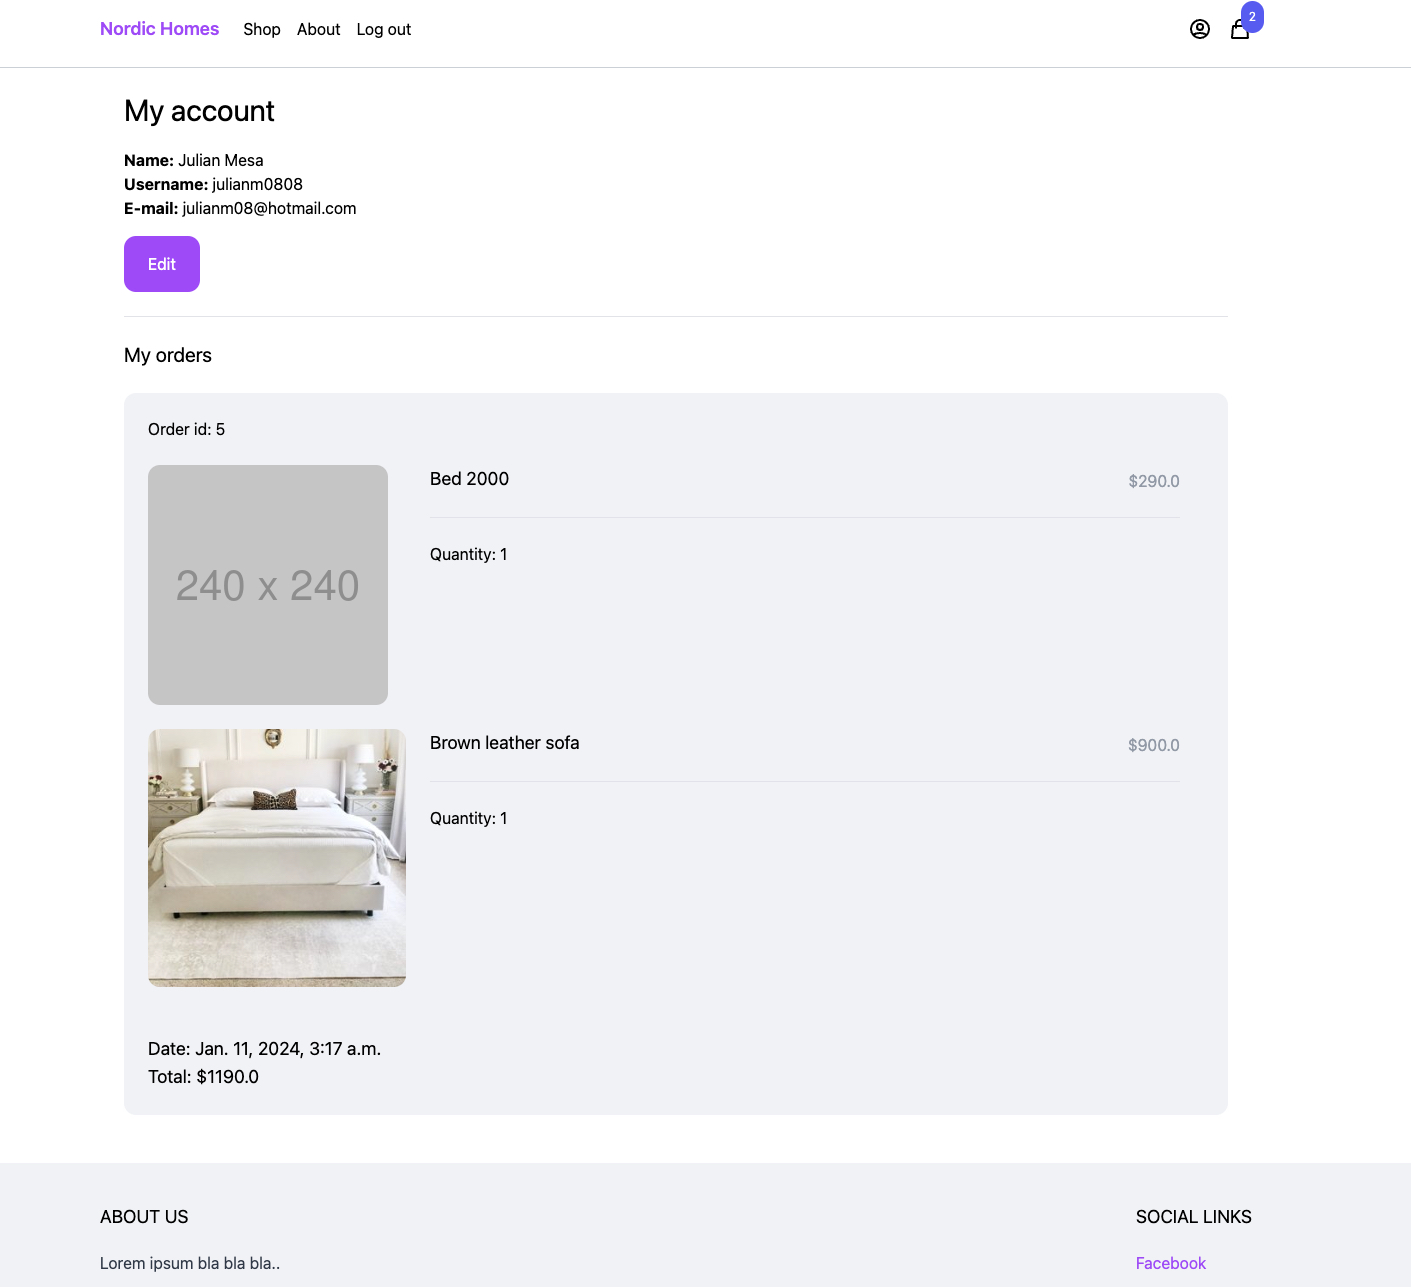 Nordic Homes Shop About Log out 2
My account
Name: Julian Mesa
Username: julianm0808
E-mail: julianm08@hotmail.com
Edit
My orders
Order id: 5
240 x 240
Bed 2000 $290.0
Quantity: 1
Brown leather sofa $900.0
Quantity: 1
Date: Jan. 11, 2024, 3:17 a.m.
Total: $1190.0
ABOUT US
Lorem ipsum bla bla bla..
SOCIAL LINKS
Facebook